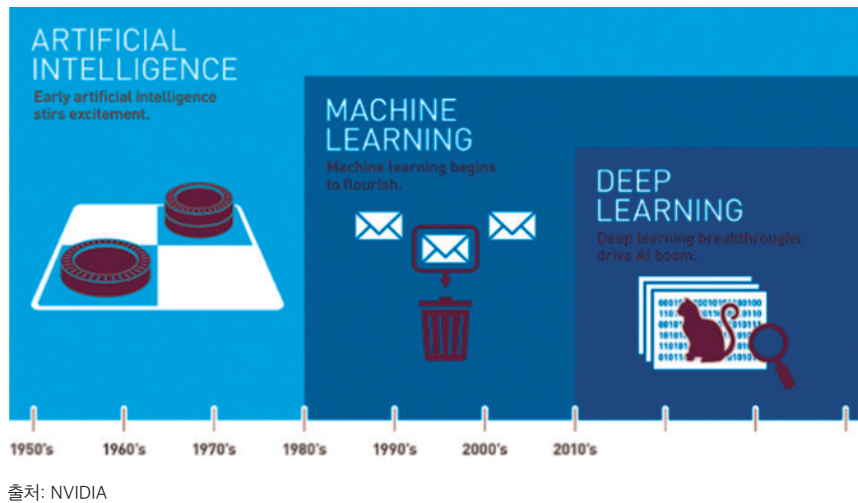 ARTIFICIAL
INTELLIGENCE
Early artificial intelligence
stirs excitement.
MACHINE
LEARNING
Machine learning begins
to flourish.
DEEP
LEARNING
Deep learning breakthroughs
drive AI boom.
1950's 1960's 1970's 1980's 1990's 2000's 2010's
출처: NVIDIA